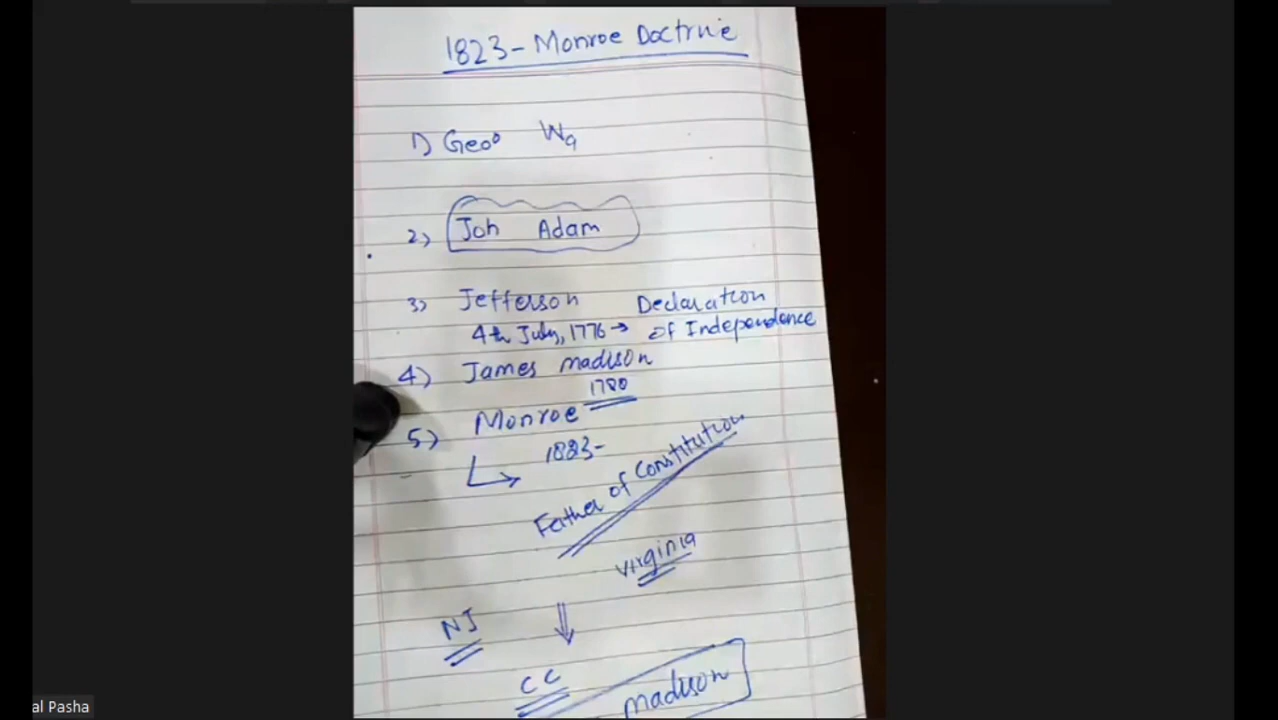 1823 - Monroe Doctrine
1) Geo Wa
2) Joh Adam
3) Jefferson Declaration
4th July, 1776 → of Independence
4) James madison
1780
5) Monroe
1823-
Father of Constitution
Virginia
NJ
CC
madison
al Pasha